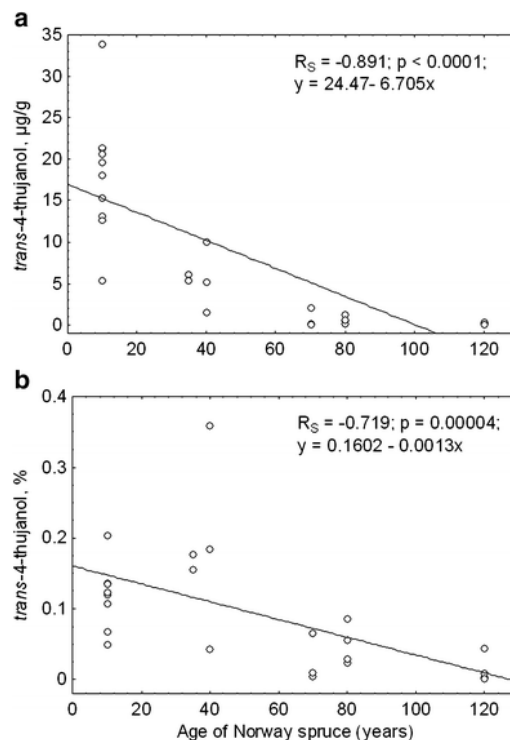 a
R_S = -0.891; p < 0.0001;
y = 24.47- 6.705x
trans-4-thujanol, µg/g
35
30
25
20
15
10
5
0
0 20 40 60 80 100 120
b
R_S = -0.719; p = 0.00004;
y = 0.1602 - 0.0013x
trans-4-thujanol, %
0.4
0.3
0.2
0.1
0
0 20 40 60 80 100 120
Age of Norway spruce (years)